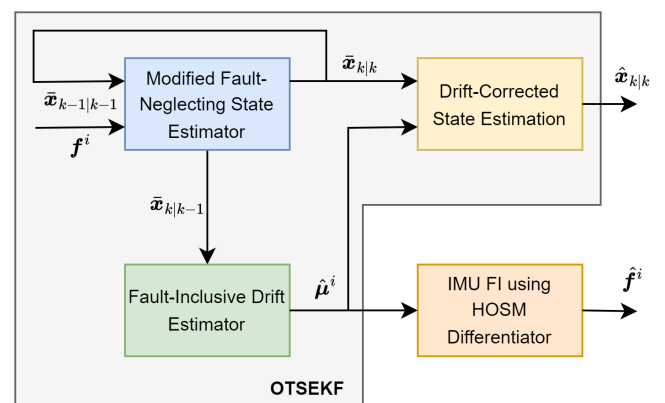 Modified Fault-
Neglecting State
Estimator
x̄ₖ₋₁|ₖ₋₁
fⁱ
x̄ₖ|ₖ
Drift-Corrected
State Estimation
x̂ₖ|ₖ
x̄ₖ|ₖ₋₁
Fault-Inclusive Drift
Estimator
μ̂ⁱ
IMU FI using
HOSM
Differentiator
f̂ⁱ
OTSEKF